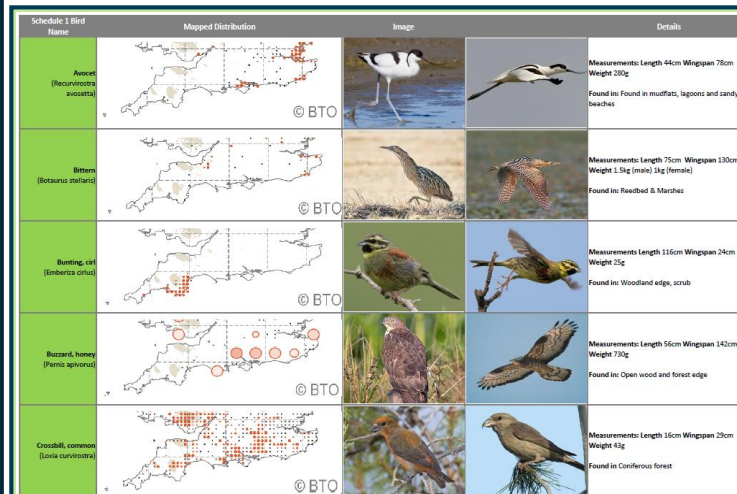 Schedule 1 Bird
Name
Mapped Distribution
Image
Details
Avocet
(Recurvirostra
avosetta)
© BTO
Measurements: Length 44cm Wingspan 78cm
Weight 280g
Found in: Found in mudflats, lagoons and sandy
beaches
Bittern
(Botaurus stellaris)
© BTO
Measurements: Length 75cm Wingspan 130cm
Weight 1.5kg (male) 1kg (female)
Found in: Reedbed & Marshes
Bunting, cirl
(Emberiza cirlus)
© BTO
Measurements Length 116cm Wingspan 24cm
Weight 25g
Found in: Woodland edge, scrub
Buzzard, honey
(Pernis apivorus)
© BTO
Measurements: Length 56cm Wingspan 142cm
Weight 730g
Found in: Open wood and forest edge
Crossbill, common
(Loxia curvirostra)
© BTO
Measurements: Length 16cm Wingspan 29cm
Weight 43g
Found in Coniferous forest